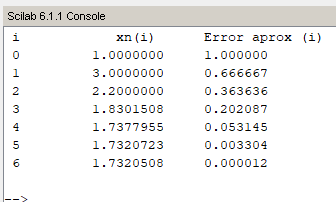 Scilab 6.1.1 Console
i xn(i) Error aprox (i)
0 1.0000000 1.000000
1 3.0000000 0.666667
2 2.2000000 0.363636
3 1.8301508 0.202087
4 1.7377955 0.053145
5 1.7320723 0.003304
6 1.7320508 0.000012
-->